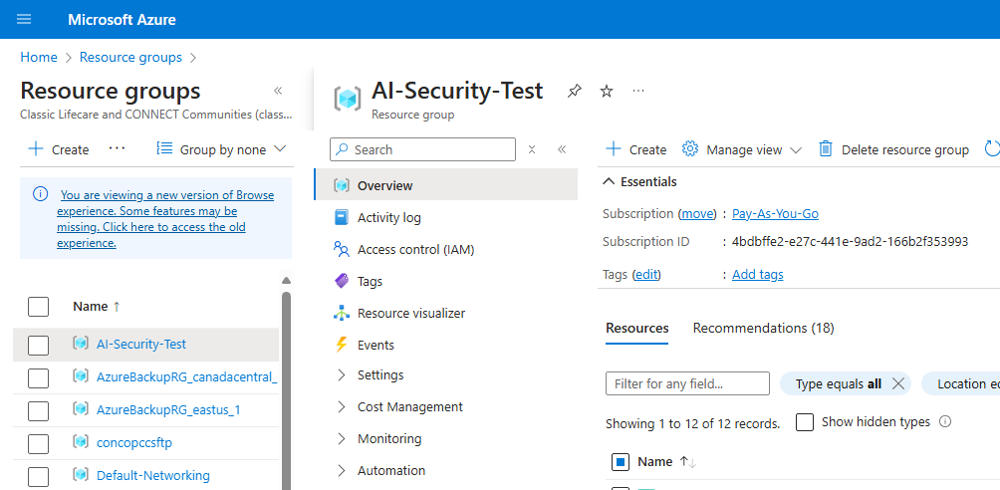 Microsoft Azure
Home > Resource groups >
Resource groups
Classic Lifecare and CONNECT Communities (class...
+ Create ... Group by none
You are viewing a new version of Browse
experience. Some features may be
missing. Click here to access the old
experience.
Name ↑
AI-Security-Test
AzureBackupRG_canadacentral_
AzureBackupRG_eastus_1
concopccsftp
Default-Networking
AI-Security-Test
Resource group
Search
Overview
Activity log
Access control (IAM)
Tags
Resource visualizer
Events
Settings
Cost Management
Monitoring
Automation
+ Create Manage view Delete resource group
Essentials
Subscription (move) : Pay-As-You-Go
Subscription ID : 4bdbffe2-e27c-441e-9ad2-166b2f353993
Tags (edit) : Add tags
Resources Recommendations (18)
Filter for any field... Type equals all Location eq
Showing 1 to 12 of 12 records. Show hidden types
Name ↑↓